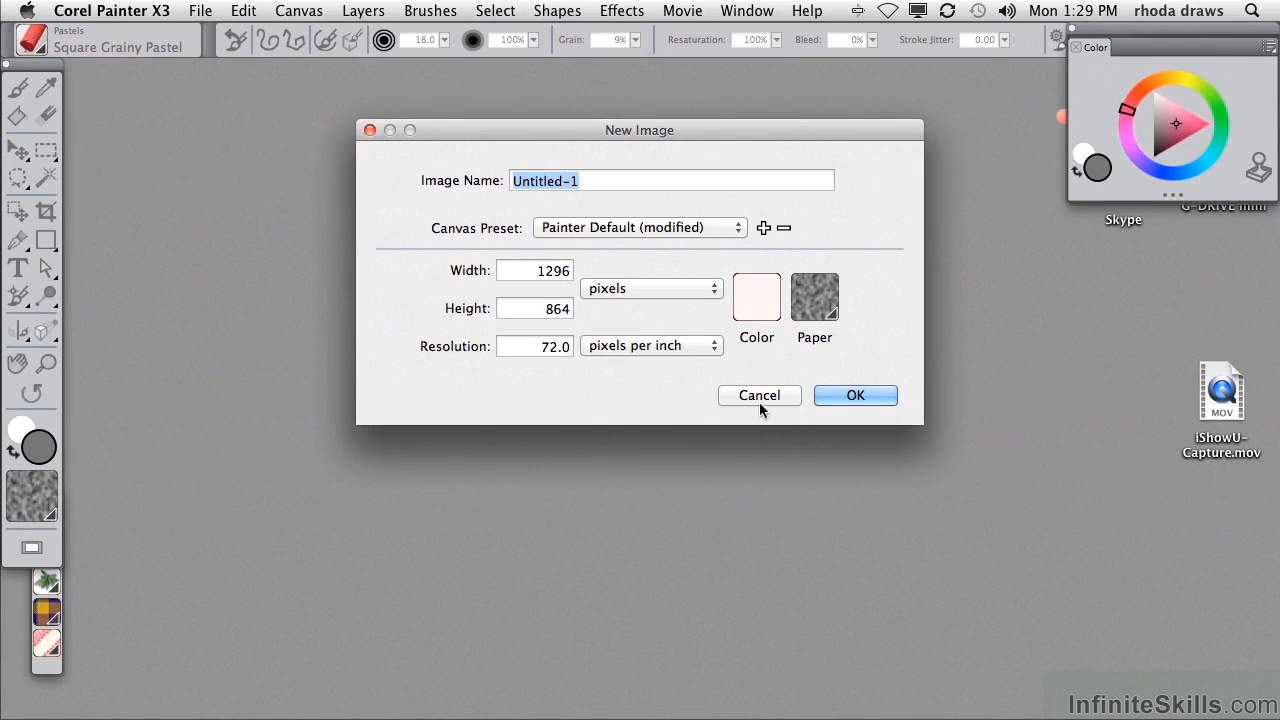 Corel Painter X3 File Edit Canvas Layers Brushes Select Shapes Effects Movie Window Help Mon 1:29 PM rhoda draws
Pastels
Square Grainy Pastel
18.0 100% Grain: 9% Resaturation: 100% Bleed: 0% Stroke Jitter: 0.00
Color
New Image
Image Name: Untitled-1
Canvas Preset: Painter Default (modified)
Width: 1296
pixels
Height: 864
Color Paper
Resolution: 72.0 pixels per inch
Cancel OK
G-DRIVE mini
Skype
MOV
iShowU-
Capture.mov
InfiniteSkills.com